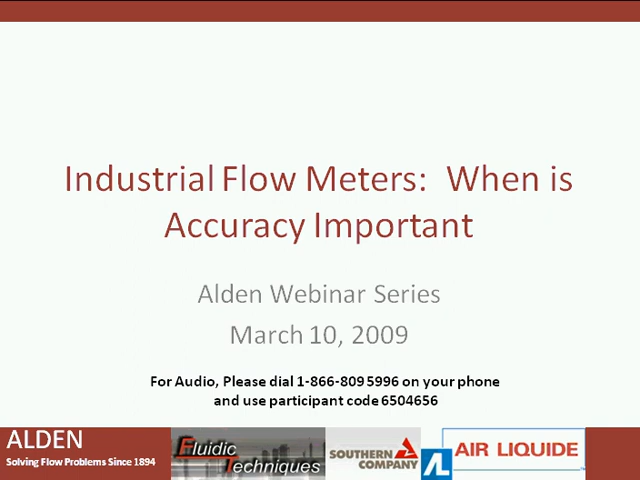 Industrial Flow Meters: When is
Accuracy Important
Alden Webinar Series
March 10, 2009
For Audio, Please dial 1-866-809 5996 on your phone
and use participant code 6504656
ALDEN
Solving Flow Problems Since 1894
Fluidic
Techniques
SOUTHERN
COMPANY
AL AIR LIQUIDE